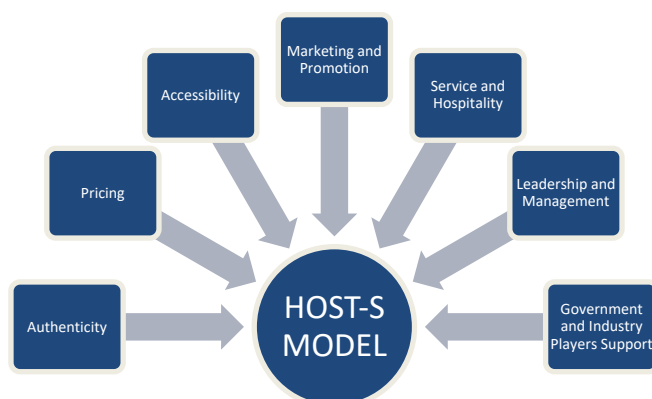 Marketing and
Promotion
Accessibility
Service and
Hospitality
Pricing
Leadership and
Management
Authenticity
HOST-S
MODEL
Government
and Industry
Players Support